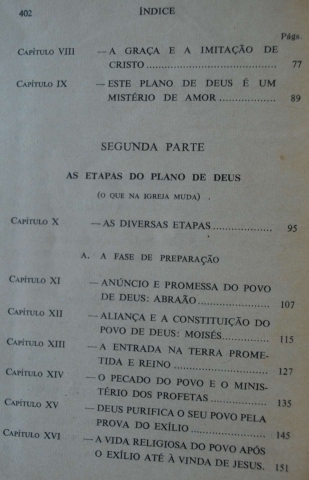 402 ÍNDICE
Pága.
CAPÍTULO VIII — A GRAÇA E A IMITAÇÃO DE
CRISTO ........................................ 77
CAPÍTULO IX — ESTE PLANO DE DEUS É UM
MISTÉRIO DE AMOR .................. 89
SEGUNDA PARTE
AS ETAPAS DO PLANO DE DEUS
(O QUE NA IGREJA MUDA)
CAPÍTULO X — AS DIVERSAS ETAPAS .................. 95
A. A FASE DE PREPARAÇÃO
CAPÍTULO XI — ANÚNCIO E PROMESSA DO POVO
DE DEUS: ABRAÃO ...................... 107
CAPÍTULO XII — ALIANÇA E A CONSTITUIÇÃO DO
POVO DE DEUS: MOISÉS ............... 115
CAPÍTULO XIII — A ENTRADA NA TERRA PROME-
TIDA E REINO ........................... 127
CAPÍTULO XIV — O PECADO DO POVO E O MINIS-
TÉRIO DOS PROFETAS .................. 135
CAPÍTULO XV — DEUS PURIFICA O SEU POVO PELA
PROVA DO EXÍLIO ...................... 145
CAPÍTULO XVI — A VIDA RELIGIOSA DO POVO APÓS
O EXÍLIO ATÉ À VINDA DE JESUS. 151